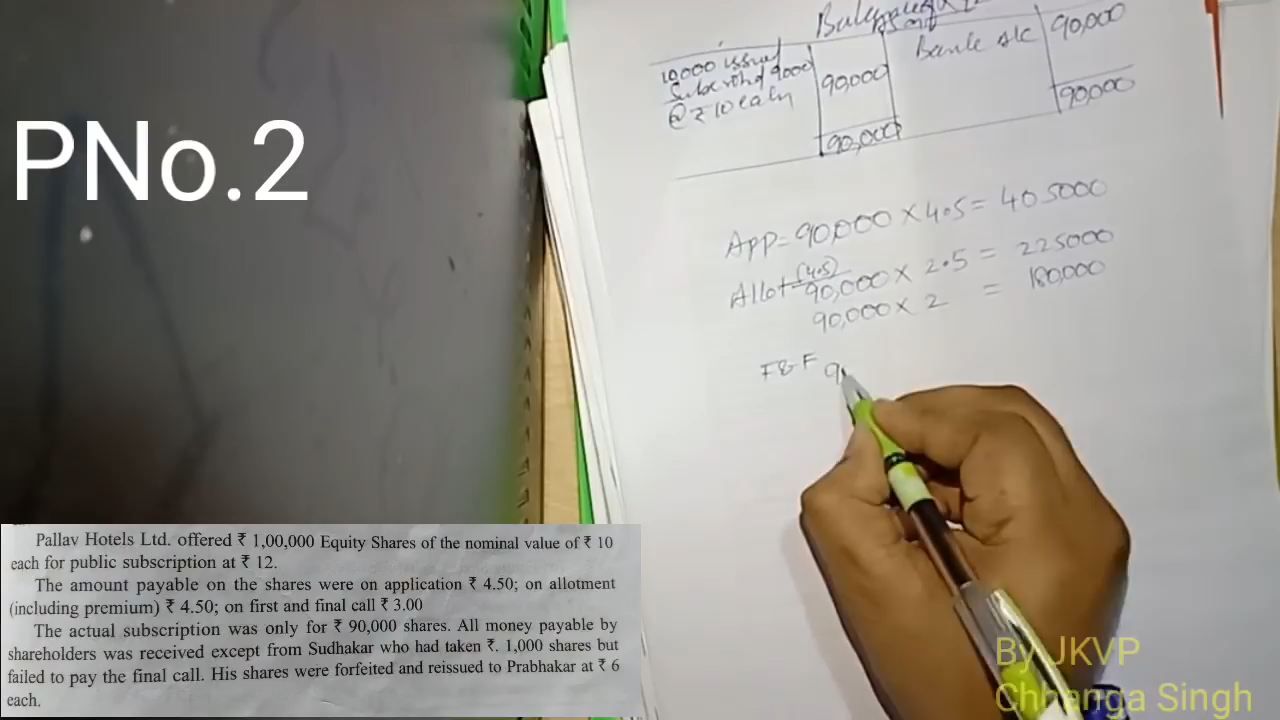 PNo.2
10,000 issued
Subscribed 9000
@ ₹ 10 each
90,000
Bank A/c
90,000
90,000
90,000
App = 90,000 × 4.5 = 405000
Allot (4.5) 90,000 × 2.5 = 225000
90,000 × 2 = 180,000
F&F 9
Pallav Hotels Ltd. offered ₹ 1,00,000 Equity Shares of the nominal value of ₹ 10
each for public subscription at ₹ 12.
The amount payable on the shares were on application ₹ 4.50; on allotment
(including premium) ₹ 4.50; on first and final call ₹ 3.00
The actual subscription was only for ₹ 90,000 shares. All money payable by
shareholders was received except from Sudhakar who had taken ₹. 1,000 shares but
failed to pay the final call. His shares were forfeited and reissued to Prabhakar at ₹ 6
each.
By JKVP
Chhanga Singh